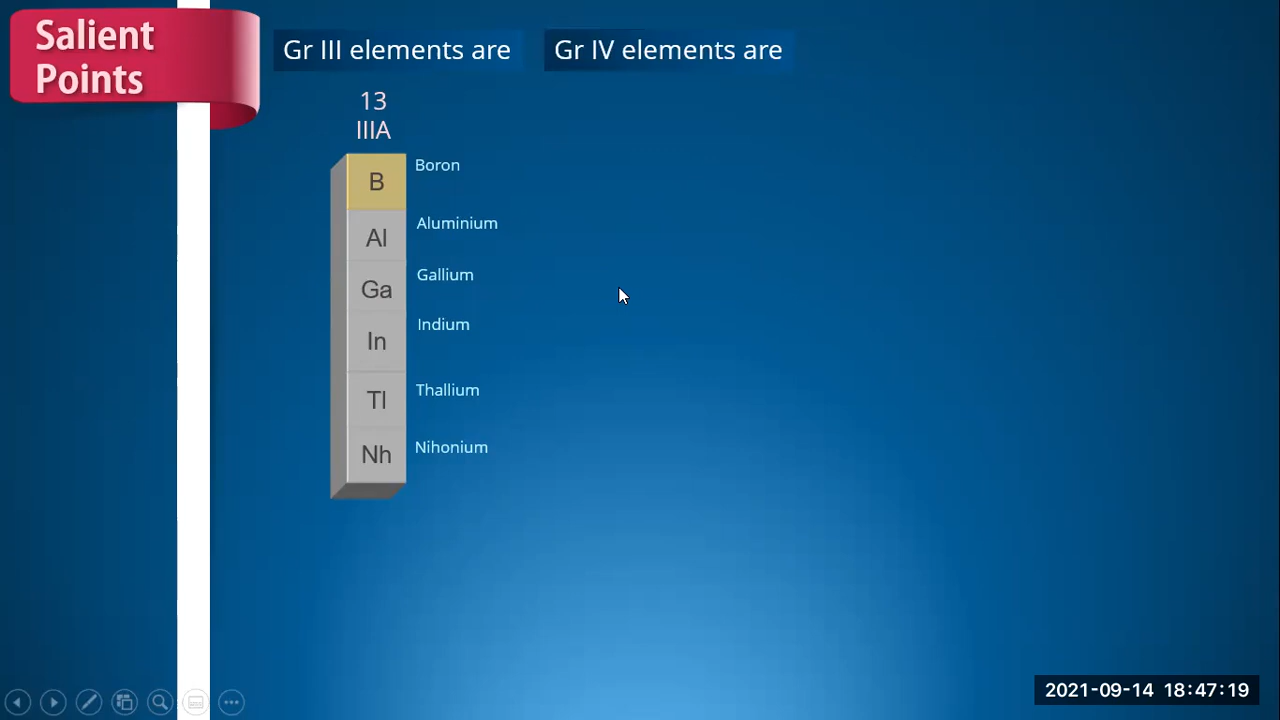 Salient
Points
Gr III elements are
Gr IV elements are
13
IIIA
B
Boron
Al
Aluminium
Ga
Gallium
In
Indium
Tl
Thallium
Nh
Nihonium
2021-09-14 18:47:19